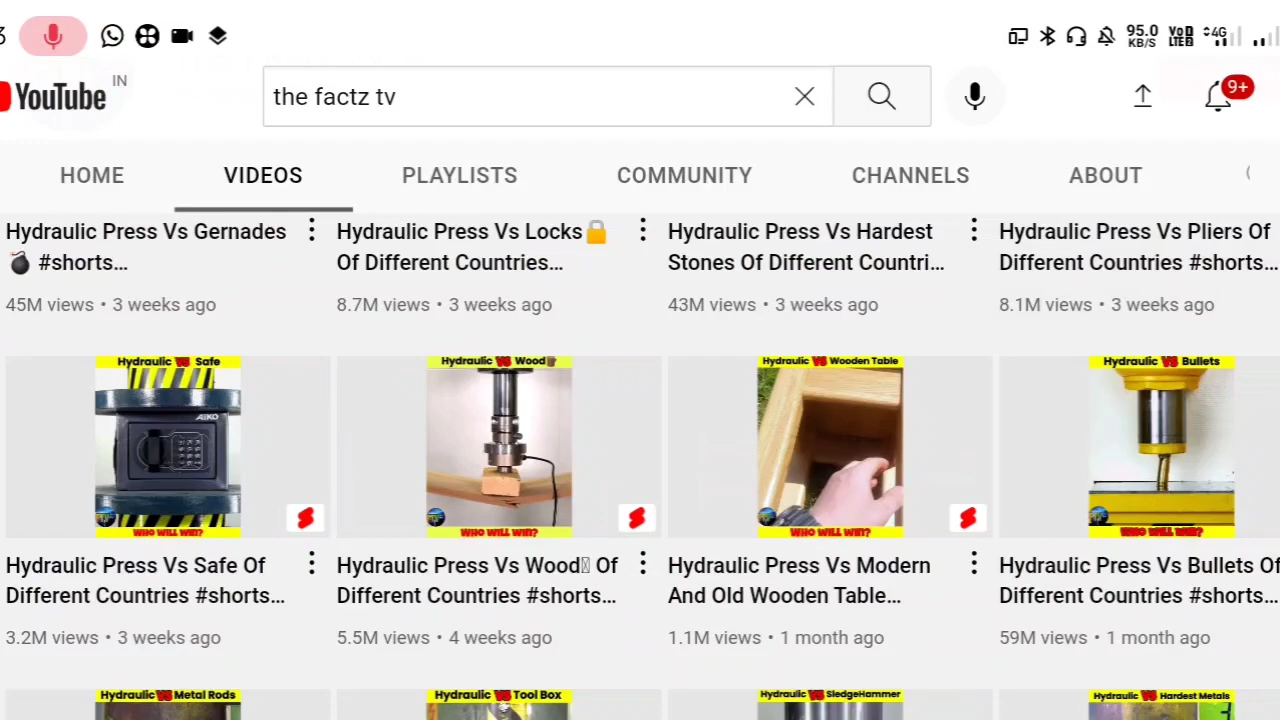 95.0
KB/S
VoD
LTE
4G
YouTube
IN
the factz tv
9+
HOME
VIDEOS
PLAYLISTS
COMMUNITY
CHANNELS
ABOUT
Hydraulic Press Vs Gernades
💣 #shorts...
45M views • 3 weeks ago
Hydraulic Press Vs Locks🔒
Of Different Countries...
8.7M views • 3 weeks ago
Hydraulic Press Vs Hardest
Stones Of Different Countri...
43M views • 3 weeks ago
Hydraulic Press Vs Pliers Of
Different Countries #shorts...
8.1M views • 3 weeks ago
Hydraulic VS Safe
AIKO
WHO WILL WIN?
Hydraulic VS Wood
WHO WILL WIN?
Hydraulic VS Wooden Table
WHO WILL WIN?
Hydraulic VS Bullets
WHO WILL WIN?
Hydraulic Press Vs Safe Of
Different Countries #shorts...
3.2M views • 3 weeks ago
Hydraulic Press Vs Wood Of
Different Countries #shorts...
5.5M views • 4 weeks ago
Hydraulic Press Vs Modern
And Old Wooden Table...
1.1M views • 1 month ago
Hydraulic Press Vs Bullets Of
Different Countries #shorts...
59M views • 1 month ago
Hydraulic VS Metal Rods
Hydraulic VS Tool Box
Hydraulic VS SledgeHammer
Hydraulic VS Hardest Metals